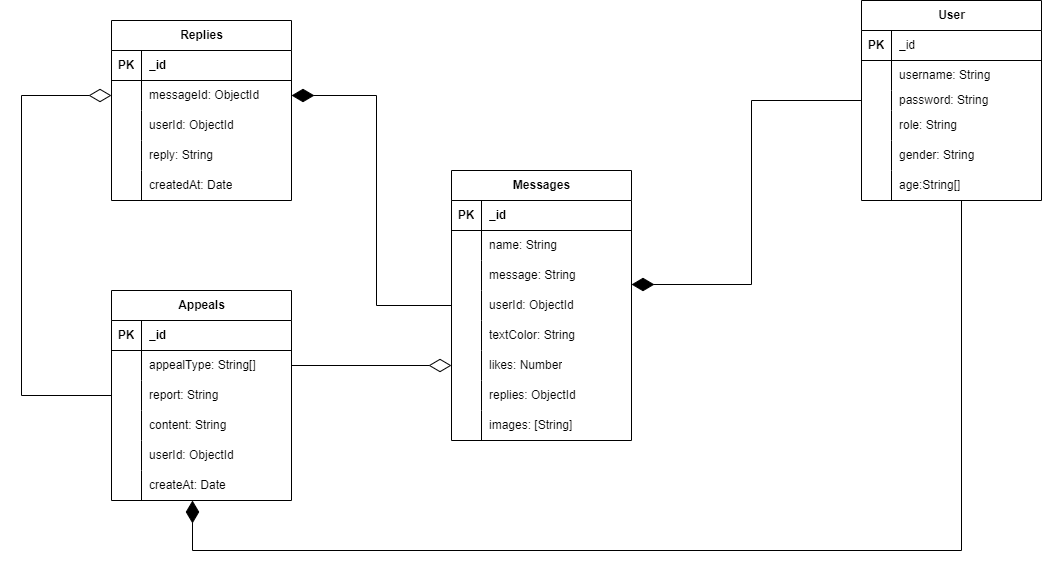 Replies
PK _id
messageId: ObjectId
userId: ObjectId
reply: String
createdAt: Date
User
PK _id
username: String
password: String
role: String
gender: String
age:String[]
Messages
PK _id
name: String
message: String
userId: ObjectId
textColor: String
likes: Number
replies: ObjectId
images: [String]
Appeals
PK _id
appealType: String[]
report: String
content: String
userId: ObjectId
createAt: Date